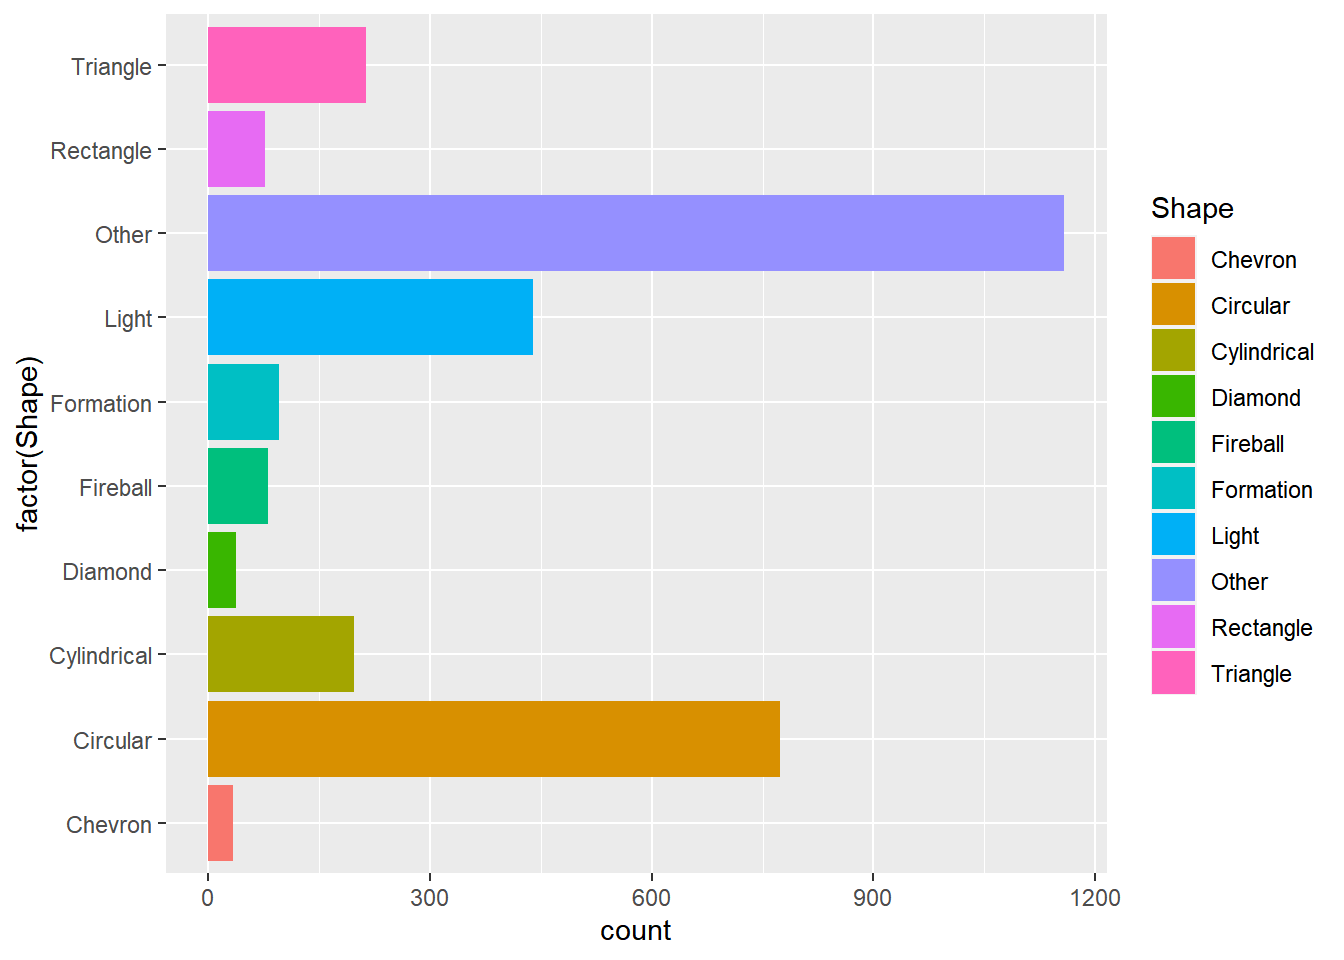 Triangle
Rectangle
Other
Light
Formation
Fireball
Diamond
Cylindrical
Circular
Chevron
factor(Shape)
0 300 600 900 1200
count
Shape
Chevron
Circular
Cylindrical
Diamond
Fireball
Formation
Light
Other
Rectangle
Triangle